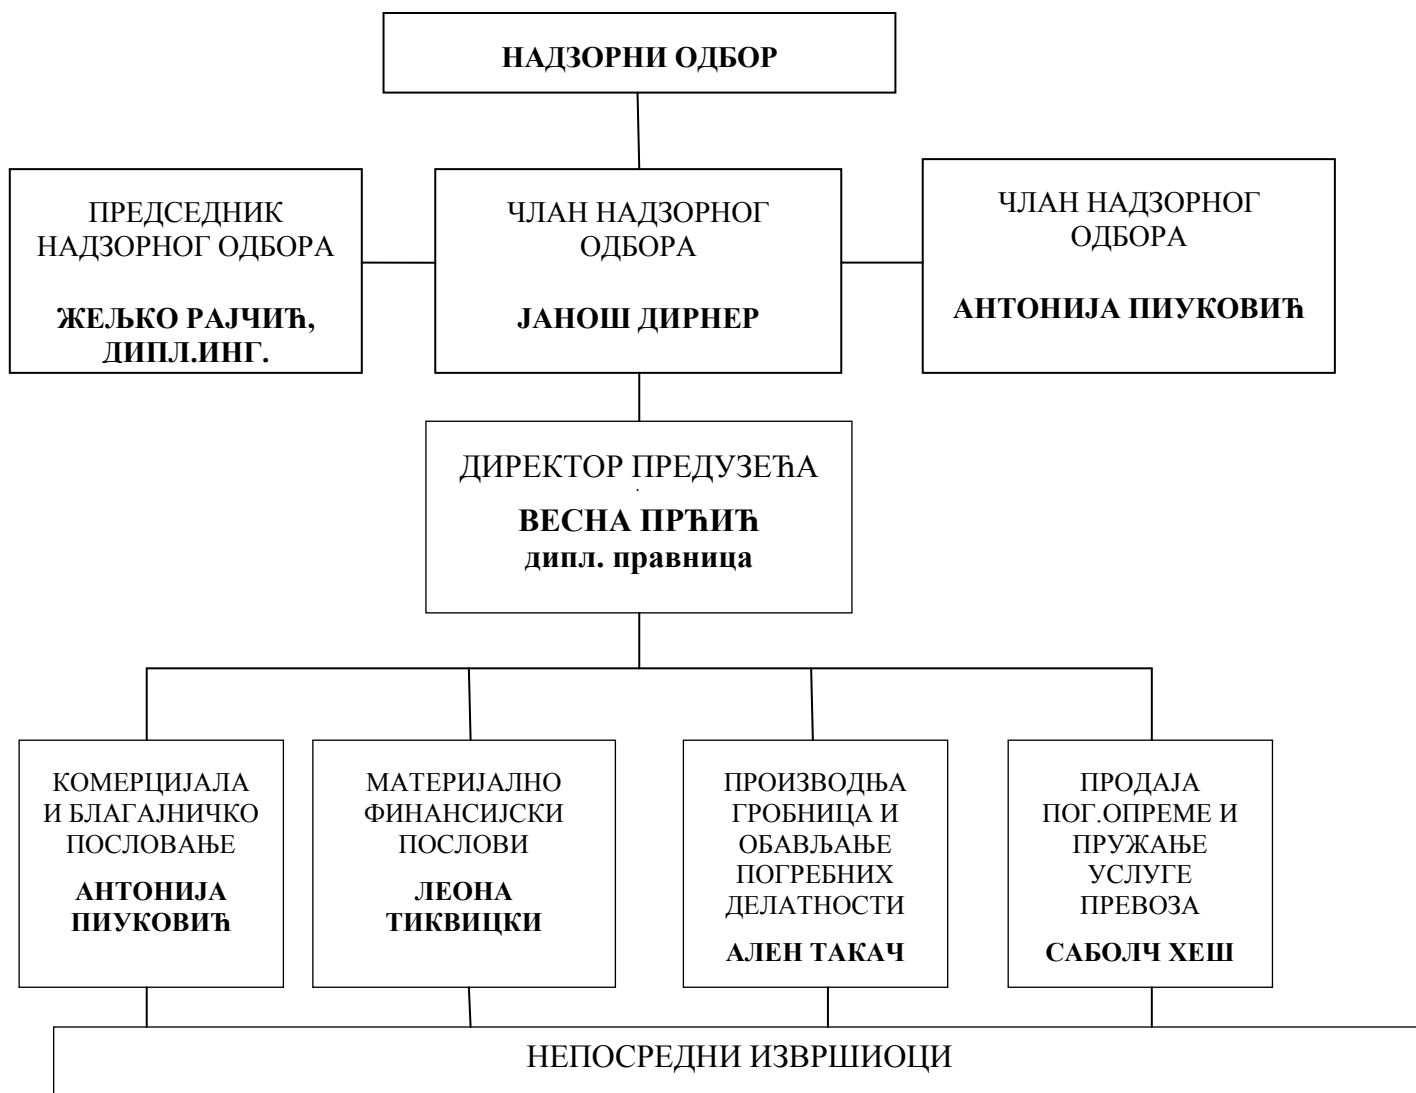 НАДЗОРНИ ОДБОР
ПРЕДСЕДНИК
НАДЗОРНОГ ОДБОРА
ЖЕЉКО РАЈЧИЋ,
ДИПЛ.ИНГ.
ЧЛАН НАДЗОРНОГ
ОДБОРА
ЈАНОШ ДИРНЕР
ЧЛАН НАДЗОРНОГ
ОДБОРА
АНТОНИЈА ПИУКОВИЋ
ДИРЕКТОР ПРЕДУЗЕЋА
.
ВЕСНА ПРЋИЋ
дипл. правница
КОМЕРЦИЈАЛА
И БЛАГАЈНИЧКО
ПОСЛОВАЊЕ
АНТОНИЈА
ПИУКОВИЋ
МАТЕРИЈАЛНО
ФИНАНСИЈСКИ
ПОСЛОВИ
ЛЕОНА
ТИКВИЦКИ
ПРОИЗВОДЊА
ГРОБНИЦА И
ОБАВЉАЊЕ
ПОГРЕБНИХ
ДЕЛАТНОСТИ
АЛЕН ТАКАЧ
ПРОДАЈА
ПОГ.ОПРЕМЕ И
ПРУЖАЊЕ
УСЛУГЕ
ПРЕВОЗА
САБОЛЧ ХЕШ
НЕПОСРЕДНИ ИЗВРШИОЦИ